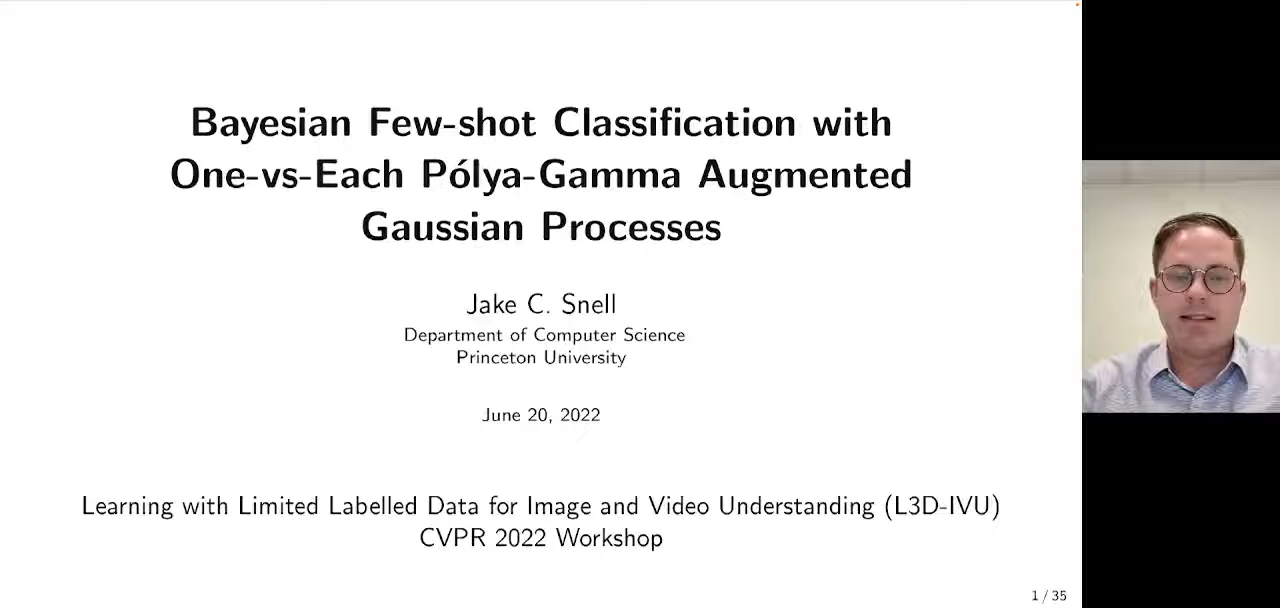 Bayesian Few-shot Classification with
One-vs-Each Pólya-Gamma Augmented
Gaussian Processes
Jake C. Snell
Department of Computer Science
Princeton University
June 20, 2022
Learning with Limited Labelled Data for Image and Video Understanding (L3D-IVU)
CVPR 2022 Workshop
1 / 35